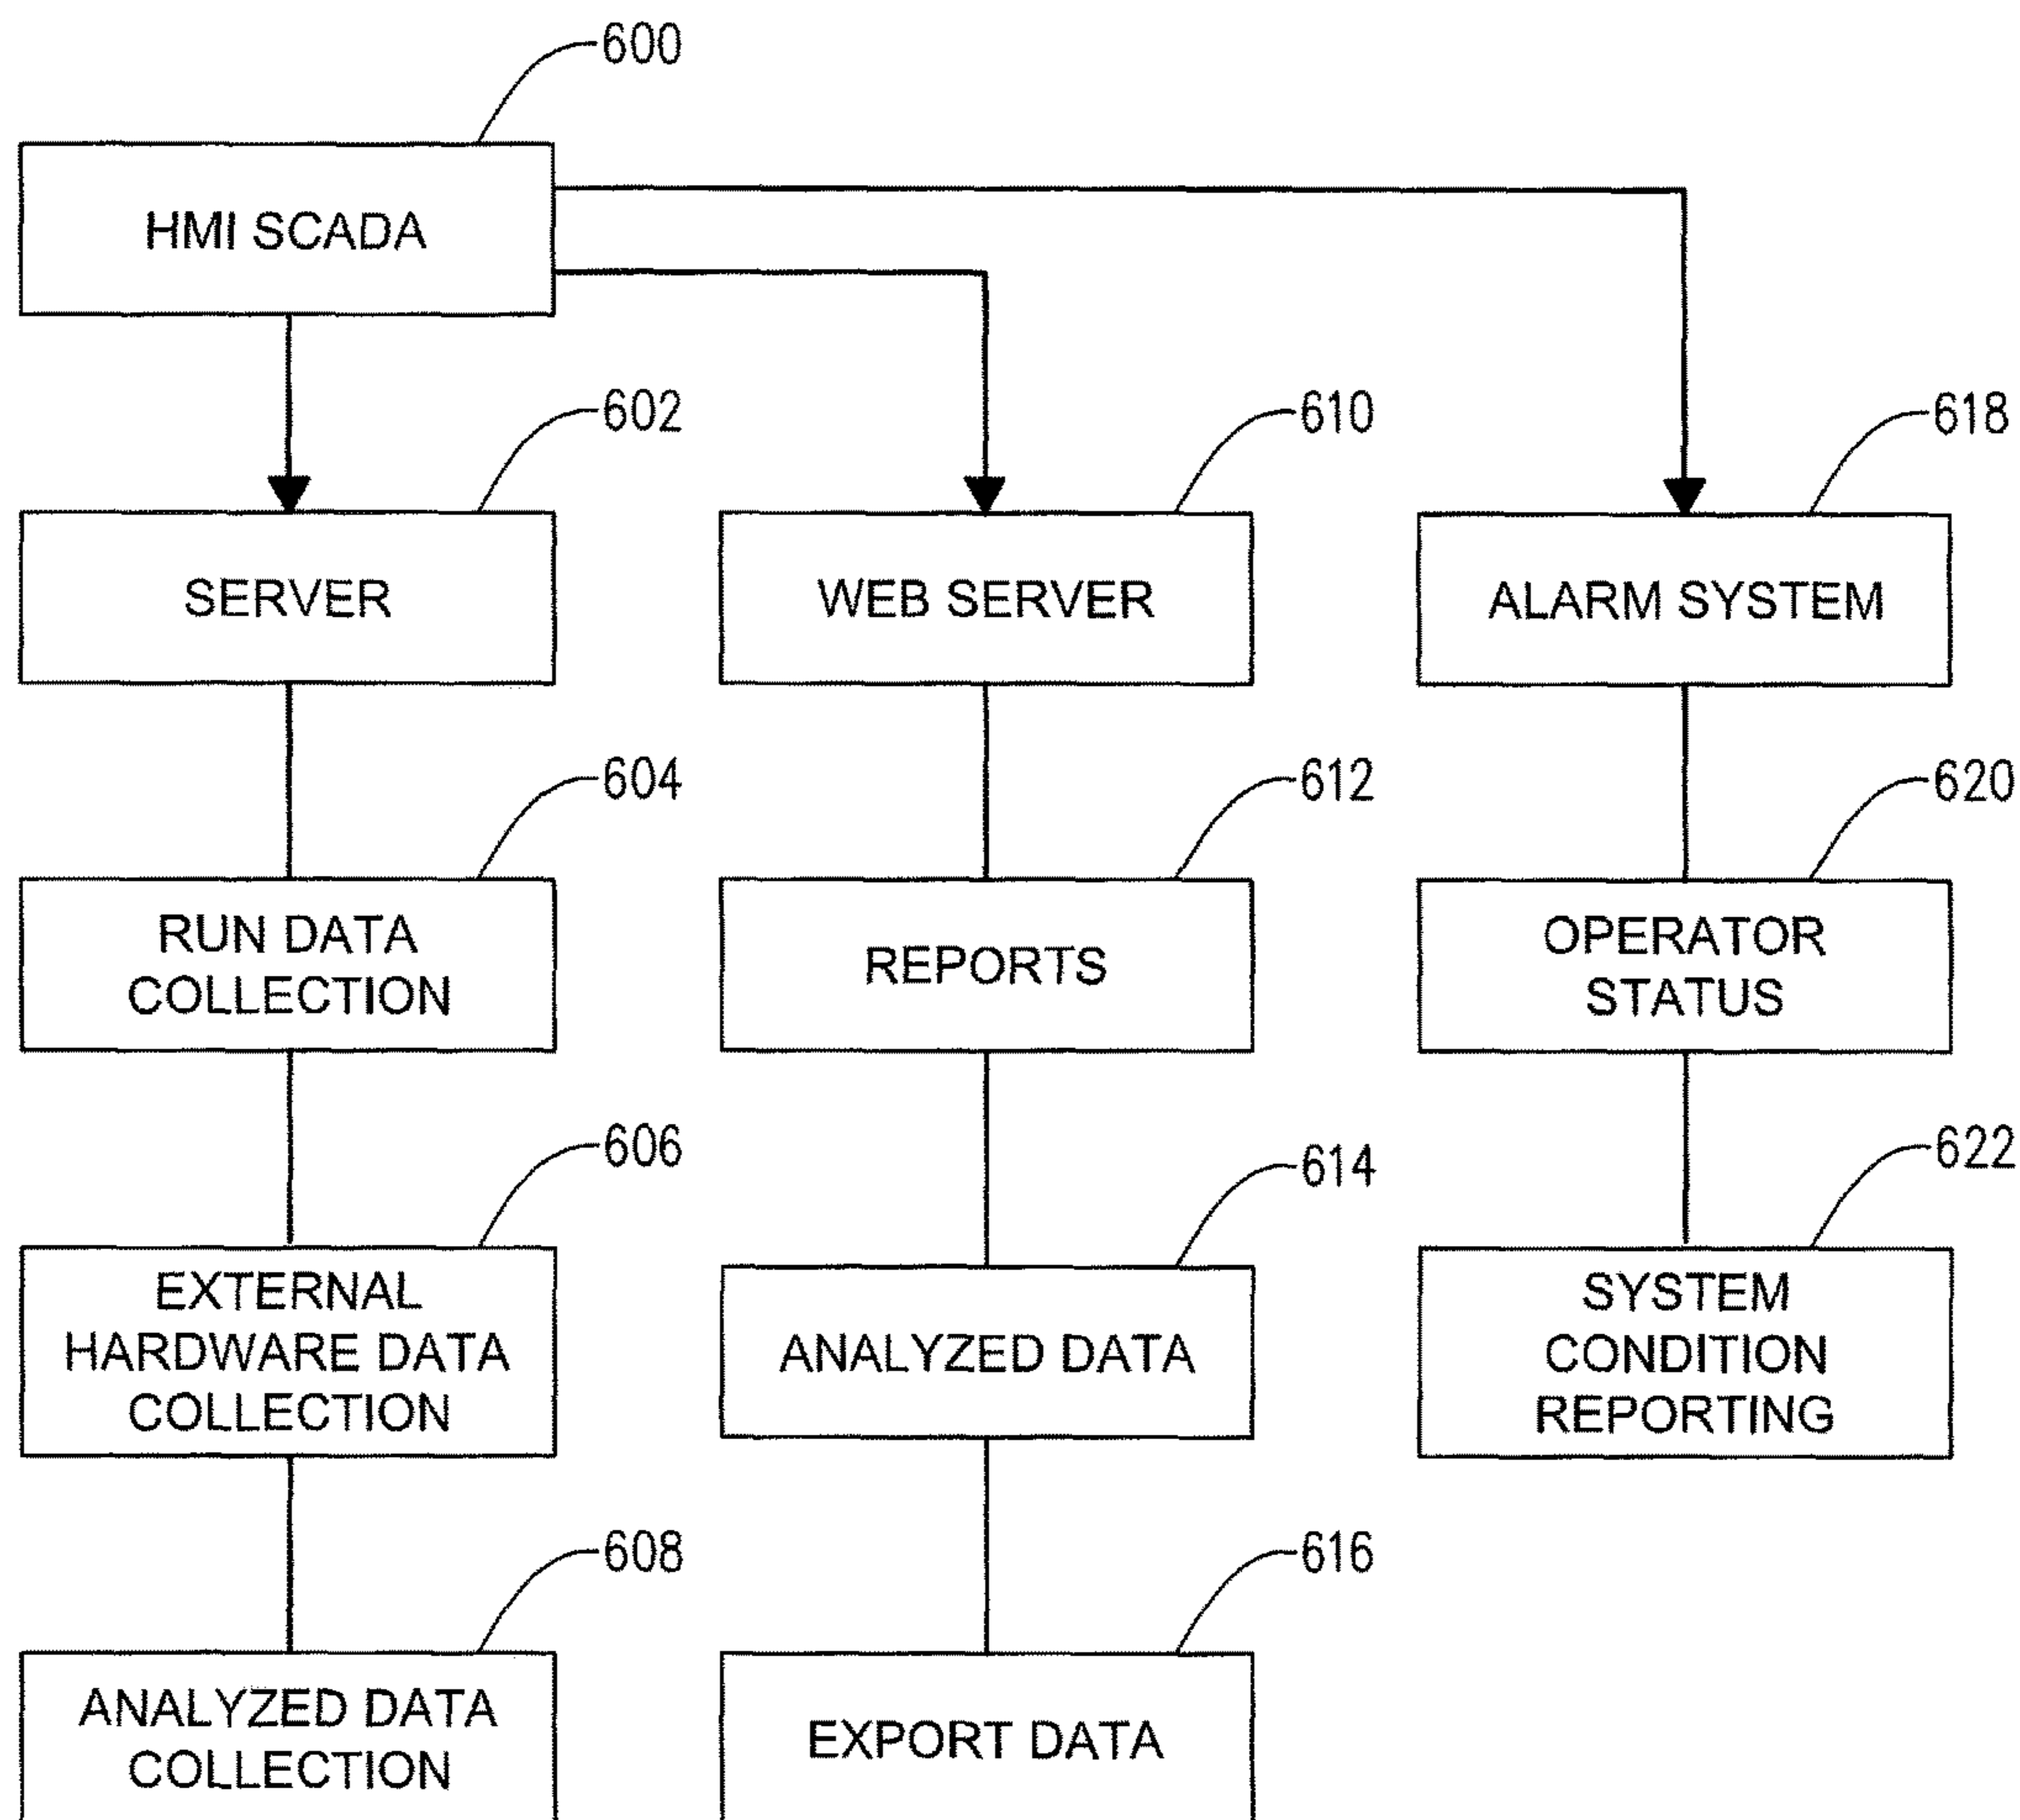 600
HMI SCADA
602
SERVER
604
RUN DATA
COLLECTION
606
EXTERNAL
HARDWARE DATA
COLLECTION
608
ANALYZED DATA
COLLECTION
610
WEB SERVER
612
REPORTS
614
ANALYZED DATA
616
EXPORT DATA
618
ALARM SYSTEM
620
OPERATOR
STATUS
622
SYSTEM
CONDITION
REPORTING